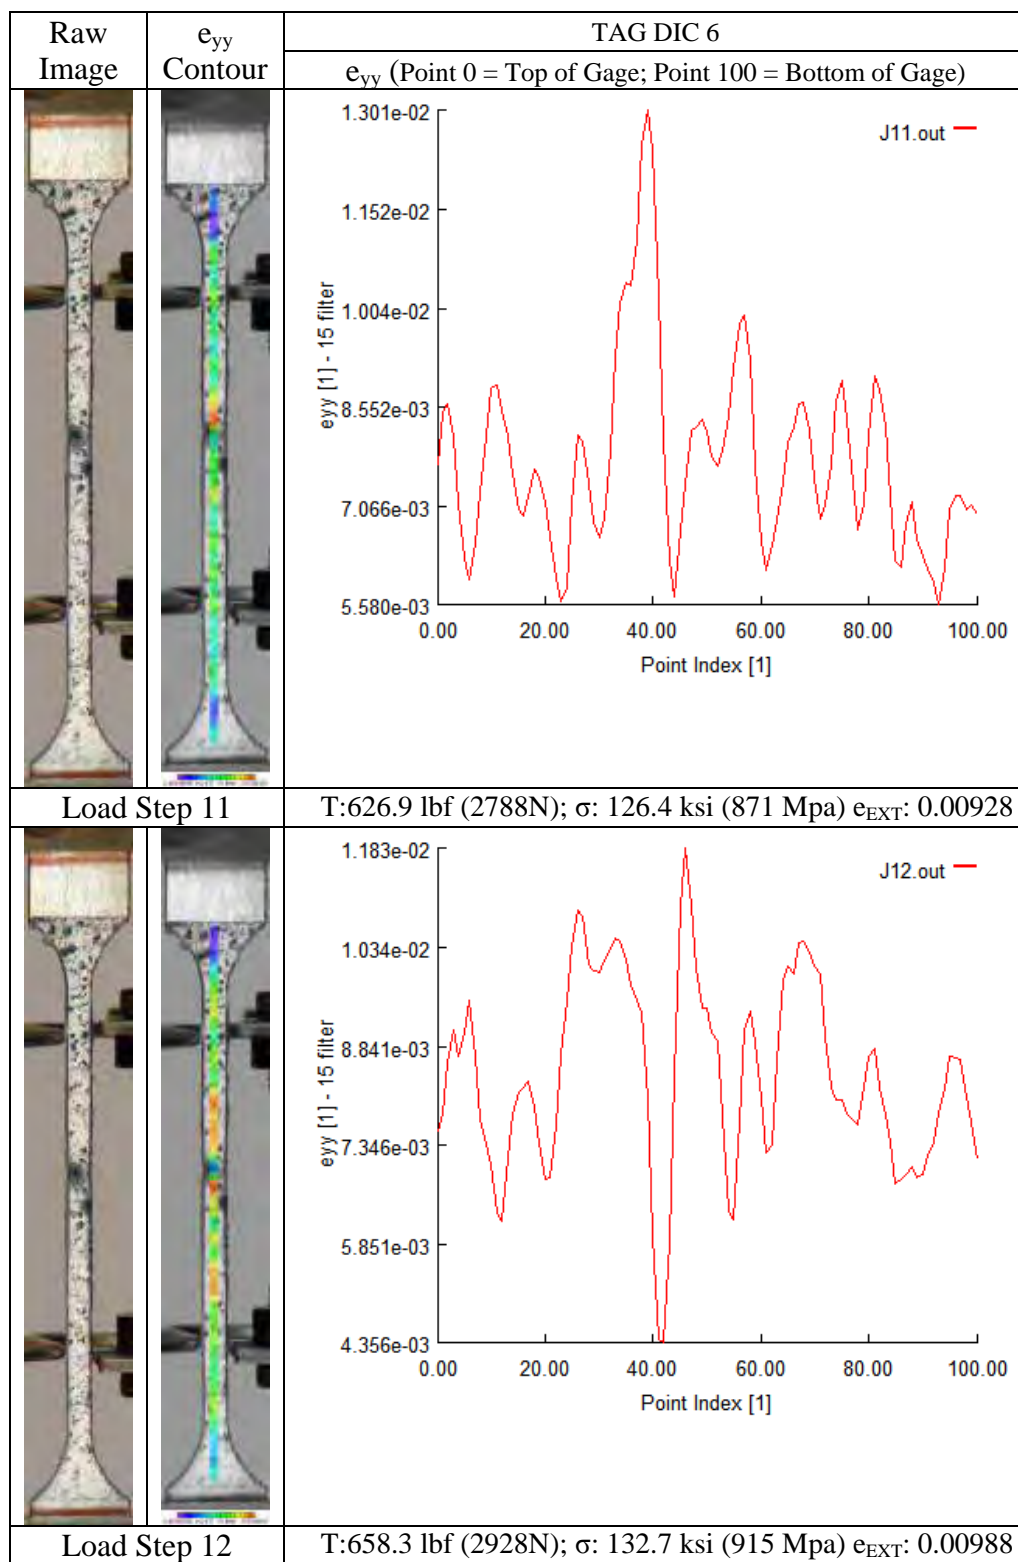 Raw Image
e_yy Contour
TAG DIC 6
e_yy (Point 0 = Top of Gage; Point 100 = Bottom of Gage)
1.301e-02
J11.out
1.152e-02
1.004e-02
eyy [1] - 15 filter
8.552e-03
7.066e-03
5.580e-03
0.00 20.00 40.00 60.00 80.00 100.00
Point Index [1]
Load Step 11
T:626.9 lbf (2788N); σ: 126.4 ksi (871 Mpa) e_EXT: 0.00928
1.183e-02
J12.out
1.034e-02
eyy [1] - 15 filter
8.841e-03
7.346e-03
5.851e-03
4.356e-03
0.00 20.00 40.00 60.00 80.00 100.00
Point Index [1]
Load Step 12
T:658.3 lbf (2928N); σ: 132.7 ksi (915 Mpa) e_EXT: 0.00988